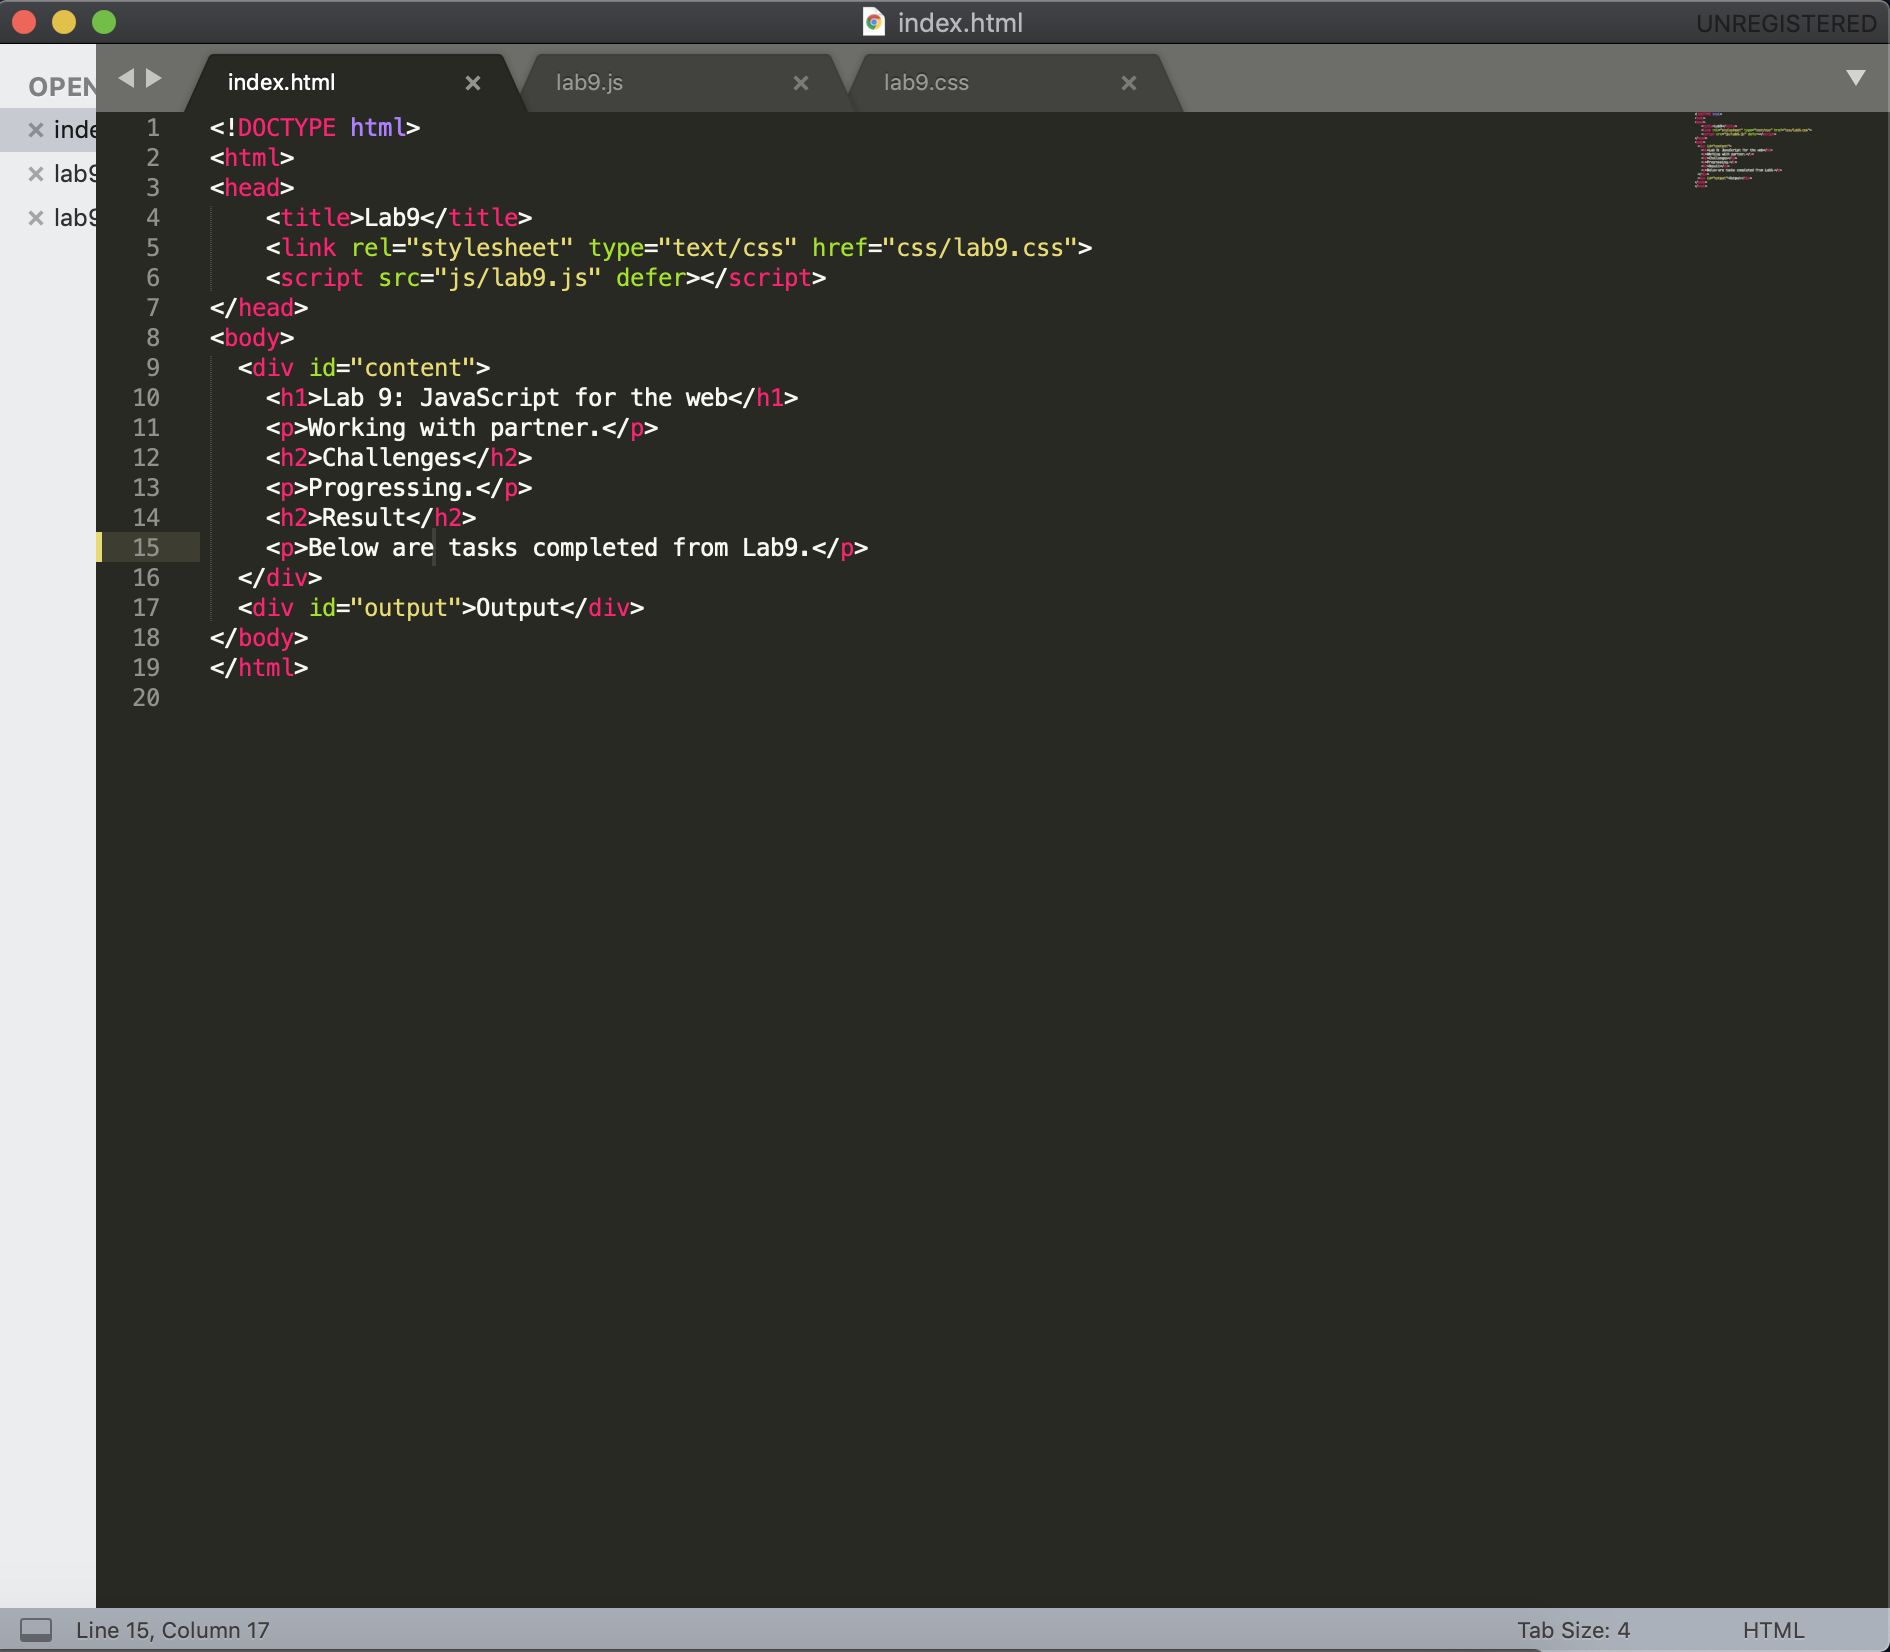 index.html
UNREGISTERED
OPEN
inde
lab9
lab9
index.html
lab9.js
lab9.css
1 <!DOCTYPE html>
2 <html>
3 <head>
4     <title>Lab9</title>
5     <link rel="stylesheet" type="text/css" href="css/lab9.css">
6     <script src="js/lab9.js" defer></script>
7 </head>
8 <body>
9   <div id="content">
10     <h1>Lab 9: JavaScript for the web</h1>
11     <p>Working with partner.</p>
12     <h2>Challenges</h2>
13     <p>Progressing.</p>
14     <h2>Result</h2>
15     <p>Below are tasks completed from Lab9.</p>
16   </div>
17   <div id="output">Output</div>
18 </body>
19 </html>
20
Line 15, Column 17
Tab Size: 4
HTML